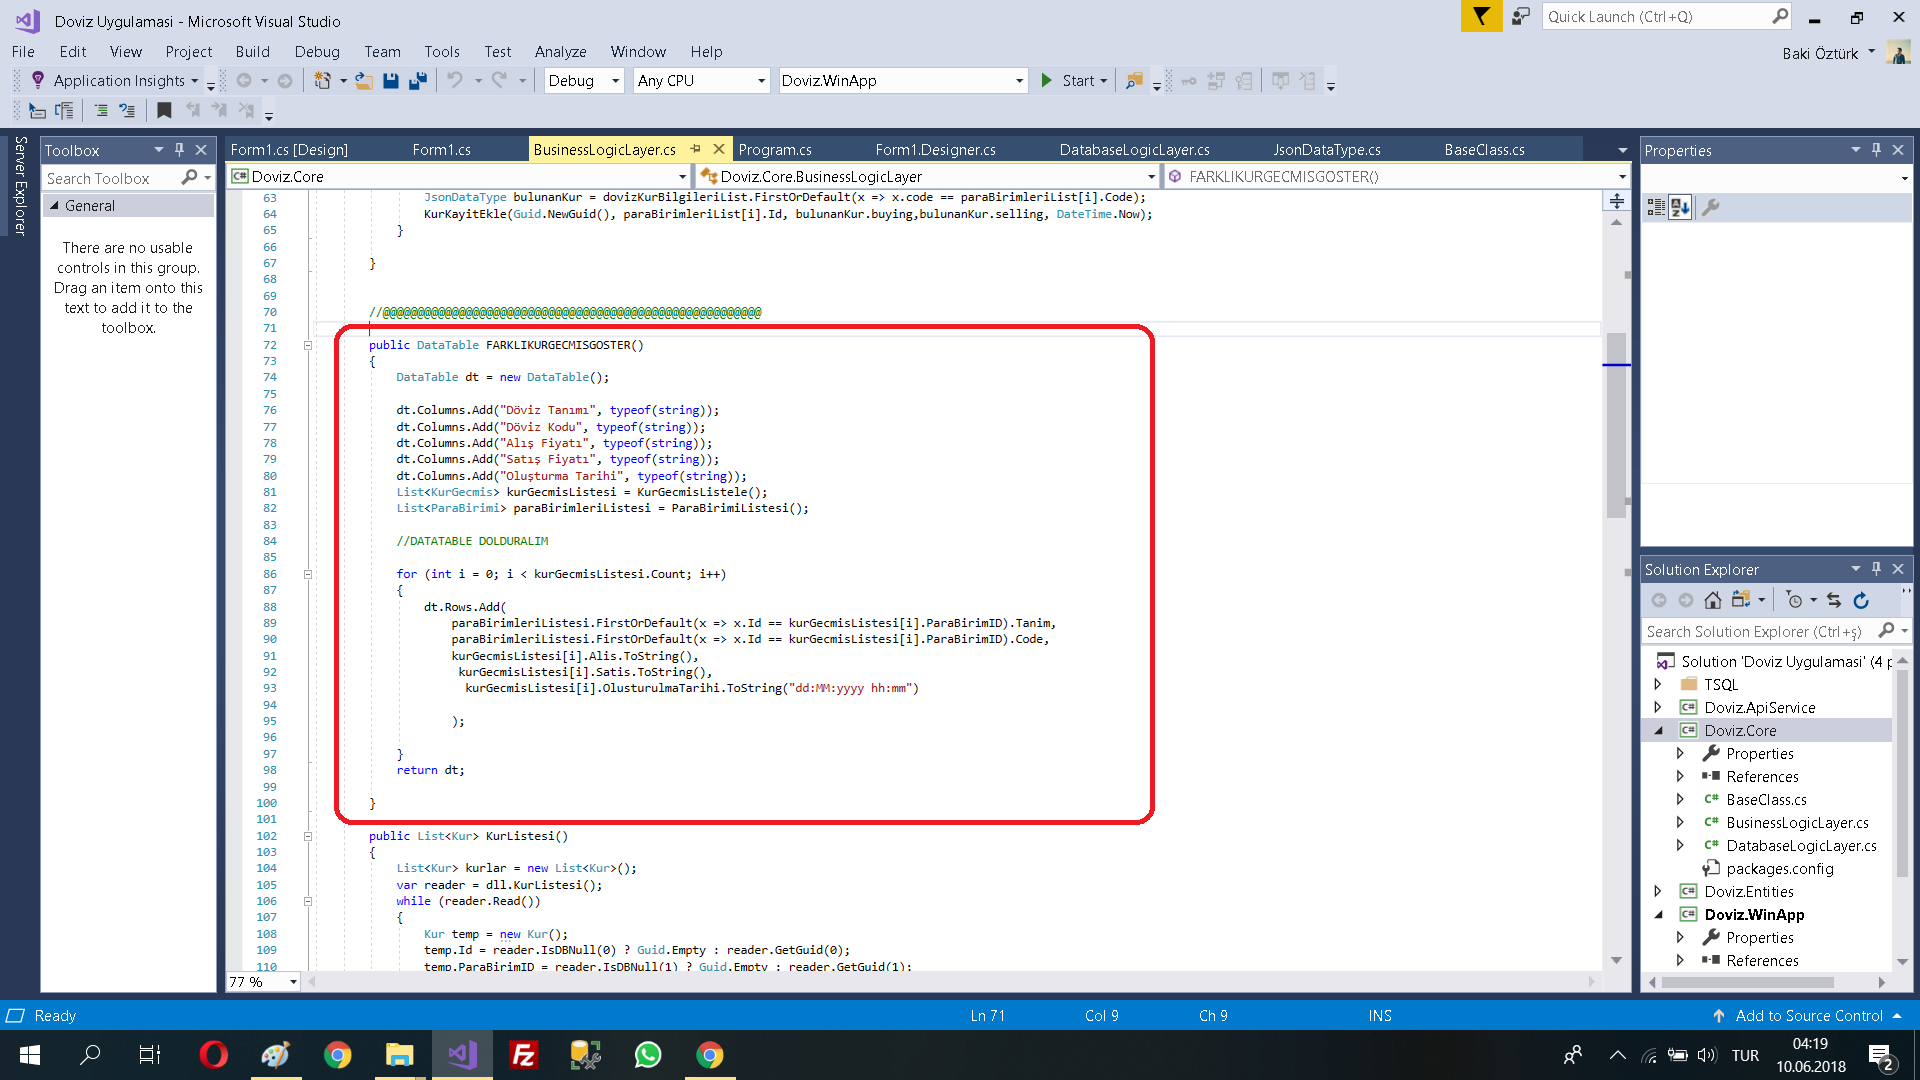 Doviz Uygulamasi - Microsoft Visual Studio
Quick Launch (Ctrl+Q)
File Edit View Project Build Debug Team Tools Test Analyze Window Help
Baki Öztürk
Application Insights
Debug
Any CPU
Doviz.WinApp
Start
Server Explorer
Toolbox
Search Toolbox
General
There are no usable
controls in this group.
Drag an item onto this
text to add it to the
toolbox.
Form1.cs [Design] Form1.cs BusinessLogicLayer.cs Program.cs Form1.Designer.cs DatabaseLogicLayer.cs JsonDataType.cs BaseClass.cs
Doviz.Core
Doviz.Core.BusinessLogicLayer
FARKLIKURGECMISGOSTER()
63 JsonDataType bulunanKur = dovizKurBilgileriList.FirstOrDefault(x => x.code == paraBirimleriList[i].Code);
64 KurKayitEkle(Guid.NewGuid(), paraBirimleriList[i].Id, bulunanKur.buying,bulunanKur.selling, DateTime.Now);
65 }
66
67 }
68
69
70 //@@@@@@@@@@@@@@@@@@@@@@@@@@@@@@@@@@@@@@@@@@@@@@@@@@@@@@@
71
72 public DataTable FARKLIKURGECMISGOSTER()
73 {
74 DataTable dt = new DataTable();
75
76 dt.Columns.Add("Döviz Tanımı", typeof(string));
77 dt.Columns.Add("Döviz Kodu", typeof(string));
78 dt.Columns.Add("Alış Fiyatı", typeof(string));
79 dt.Columns.Add("Satış Fiyatı", typeof(string));
80 dt.Columns.Add("Oluşturma Tarihi", typeof(string));
81 List<KurGecmis> kurGecmisListesi = KurGecmisListele();
82 List<ParaBirimi> paraBirimleriListesi = ParaBirimiListesi();
83
84 //DATATABLE DOLDURALIM
85
86 for (int i = 0; i < kurGecmisListesi.Count; i++)
87 {
88 dt.Rows.Add(
89 paraBirimleriListesi.FirstOrDefault(x => x.Id == kurGecmisListesi[i].ParaBirimID).Tanim,
90 paraBirimleriListesi.FirstOrDefault(x => x.Id == kurGecmisListesi[i].ParaBirimID).Code,
91 kurGecmisListesi[i].Alis.ToString(),
92 kurGecmisListesi[i].Satis.ToString(),
93 kurGecmisListesi[i].OlusturulmaTarihi.ToString("dd:MM:yyyy hh:mm")
94
95 );
96
97 }
98 return dt;
99
100 }
101
102 public List<Kur> KurListesi()
103 {
104 List<Kur> kurlar = new List<Kur>();
105 var reader = dll.KurListesi();
106 while (reader.Read())
107 {
108 Kur temp = new Kur();
109 temp.Id = reader.IsDBNull(0) ? Guid.Empty : reader.GetGuid(0);
110 temp.ParaBirimID = reader.IsDBNull(1) ? Guid.Empty : reader.GetGuid(1);
77 %
Properties
Solution Explorer
Search Solution Explorer (Ctrl+ş)
Solution 'Doviz Uygulamasi' (4 p
TSQL
Doviz.ApiService
Doviz.Core
Properties
References
BaseClass.cs
BusinessLogicLayer.cs
DatabaseLogicLayer.cs
packages.config
Doviz.Entities
Doviz.WinApp
Properties
References
Ready
Ln 71 Col 9 Ch 9 INS
Add to Source Control
TUR
04:19
10.06.2018
2